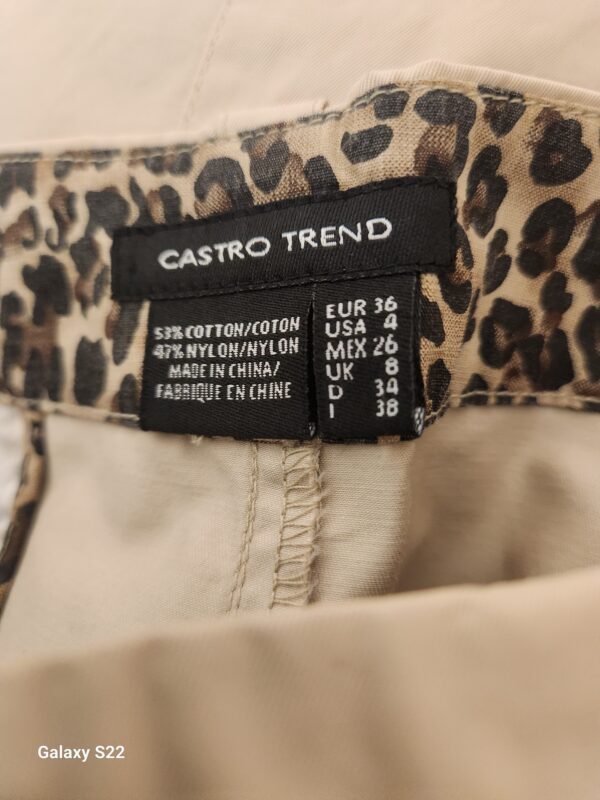 CASTRO TREND
53% COTTON/COTON
47% NYLON/NYLON
MADE IN CHINA/
FABRIQUE EN CHINE
EUR 36
USA 4
MEX 26
UK 8
D 34
I 38
Galaxy S22